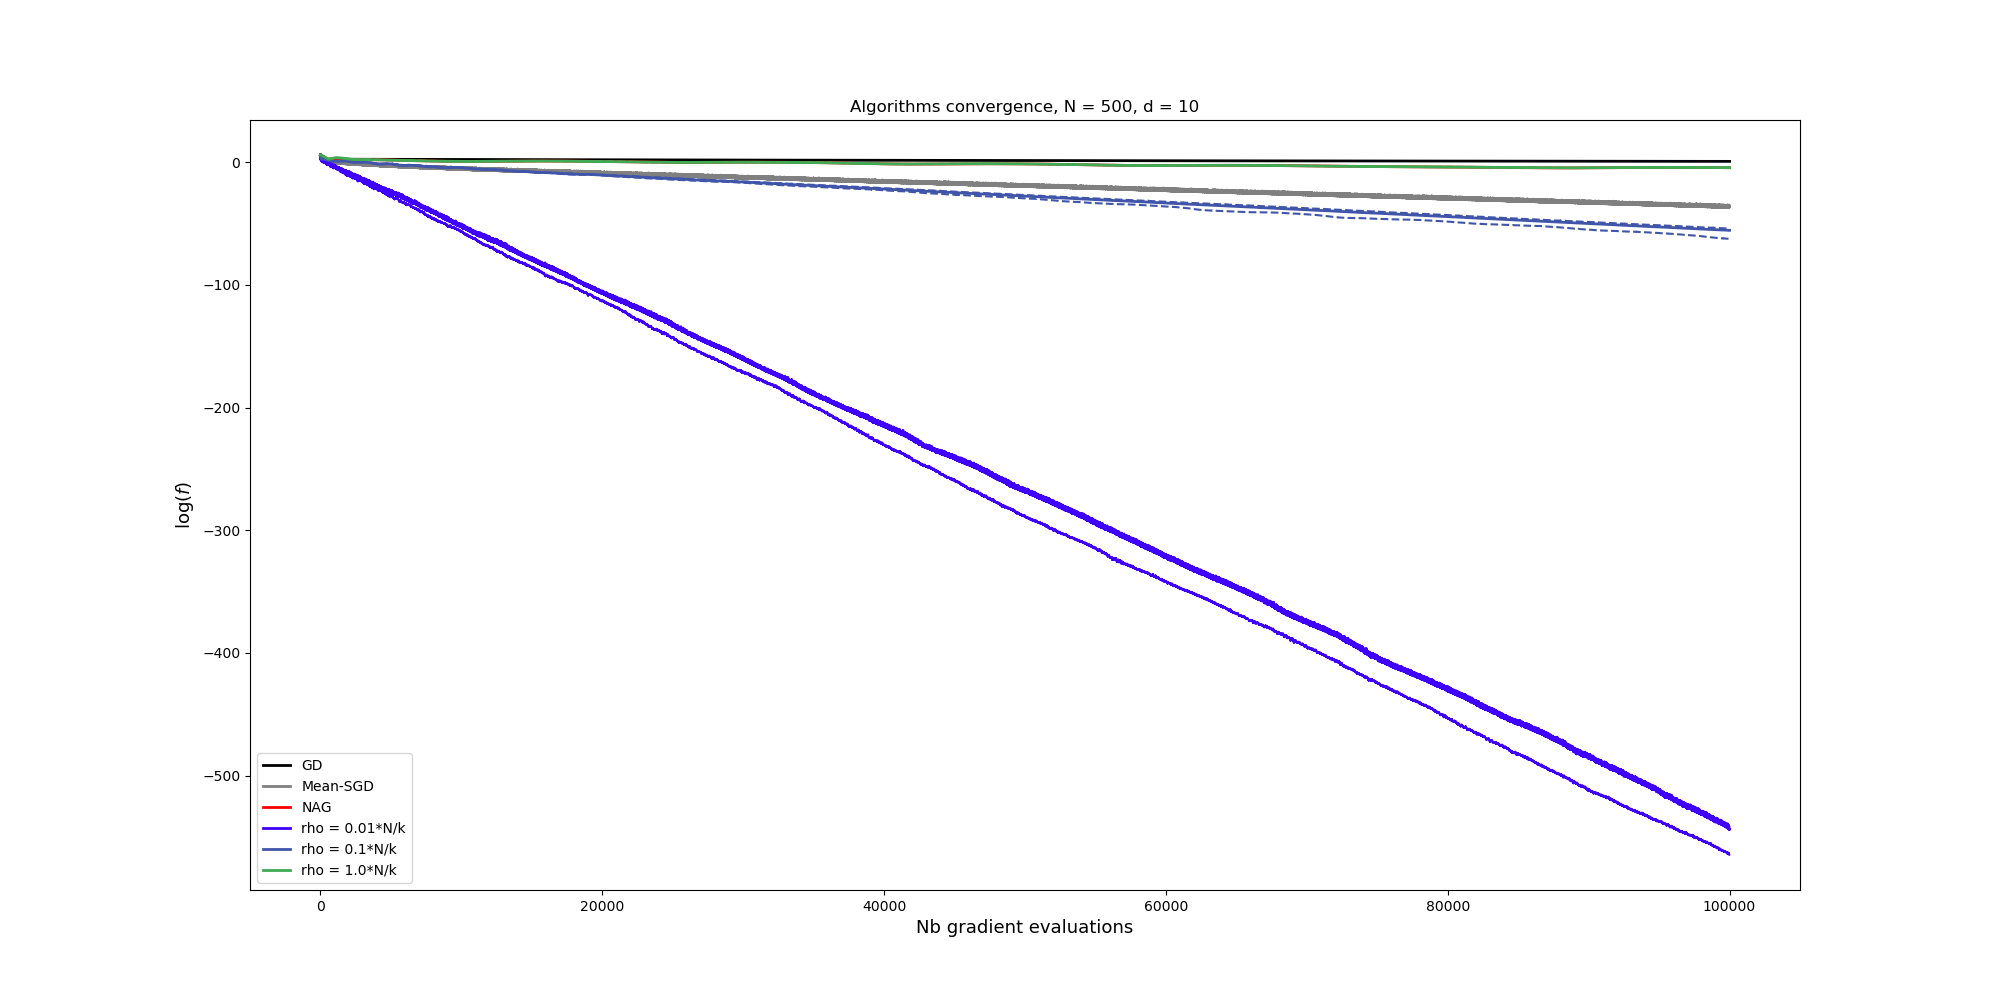 Algorithms convergence, N = 500, d = 10
log(f)
0
−100
−200
−300
−400
−500
GD
Mean-SGD
NAG
rho = 0.01*N/k
rho = 0.1*N/k
rho = 1.0*N/k
0 20000 40000 60000 80000 100000
Nb gradient evaluations